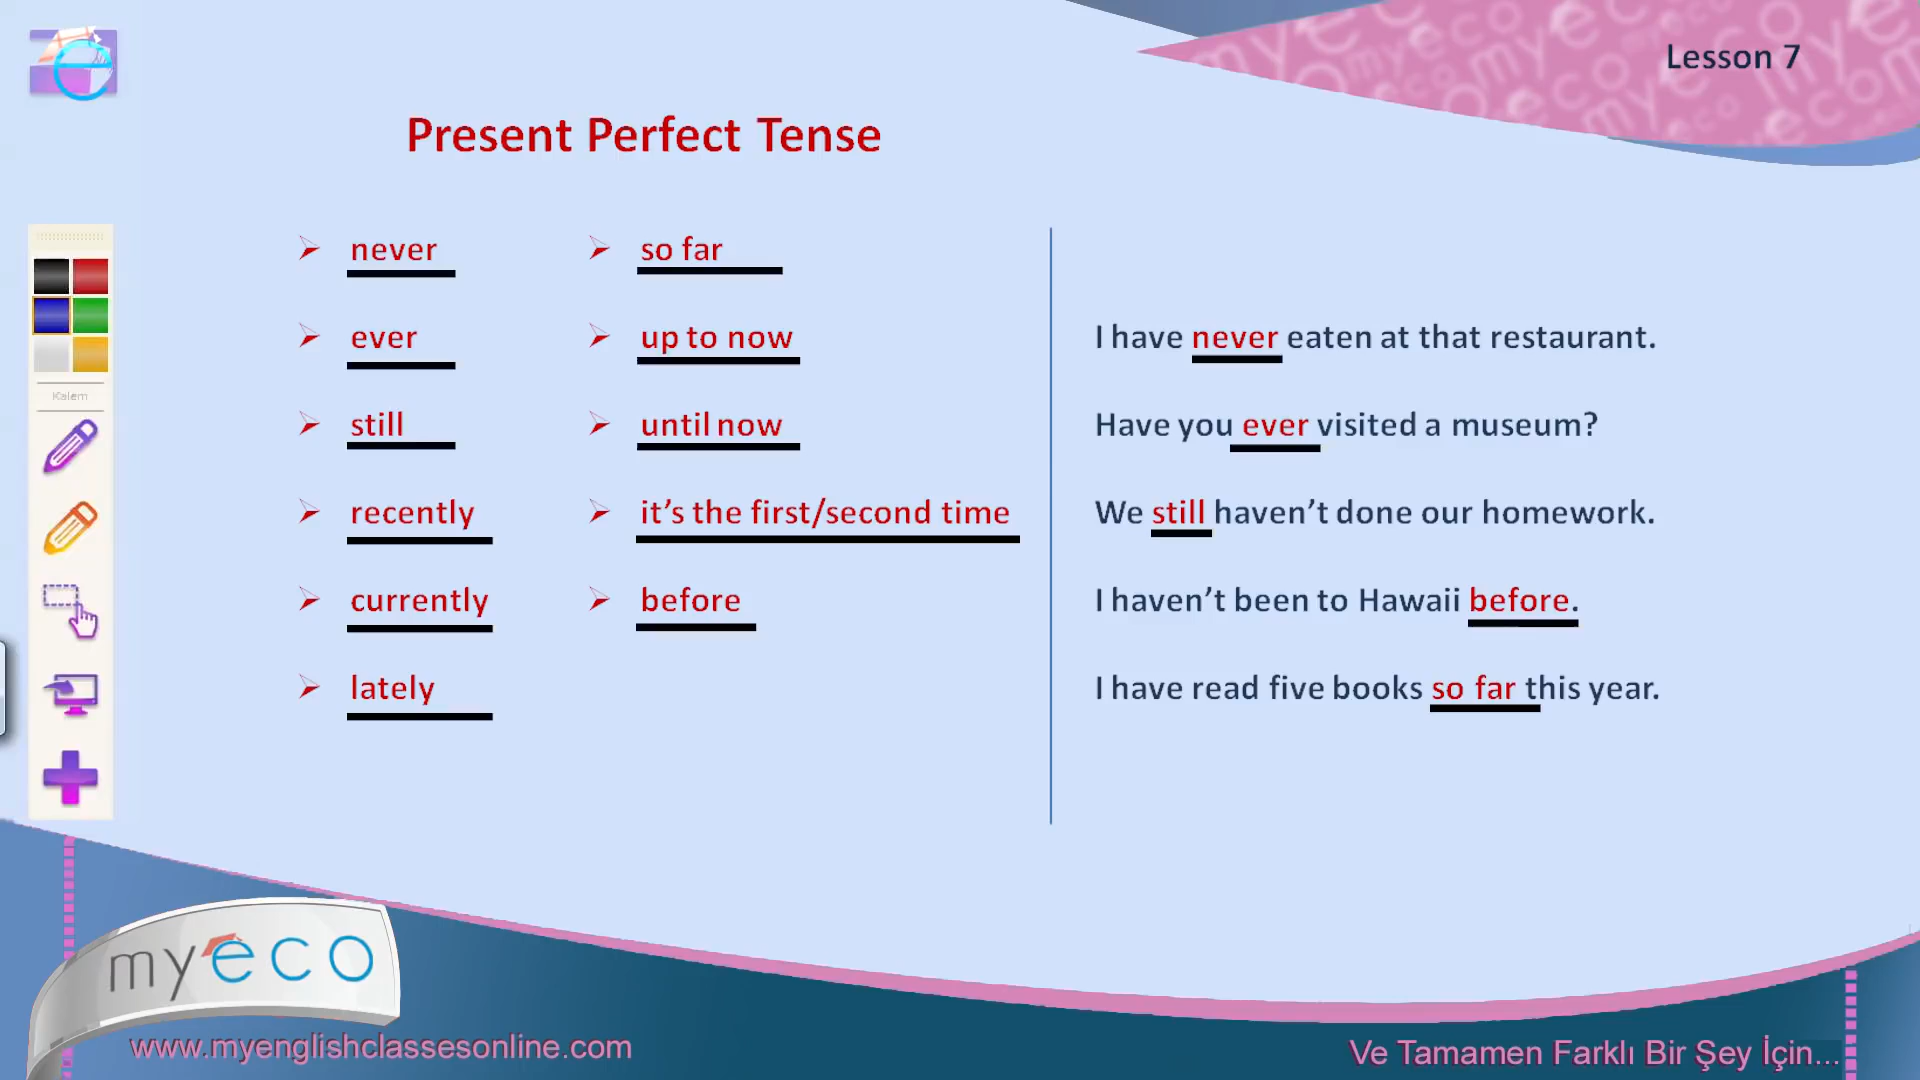 Lesson 7
Present Perfect Tense
never
ever
still
recently
currently
lately
so far
up to now
until now
it's the first/second time
before
I have never eaten at that restaurant.
Have you ever visited a museum?
We still haven't done our homework.
I haven't been to Hawaii before.
I have read five books so far this year.
Kalem
myeco
www.myenglishclassesonline.com
Ve Tamamen Farklı Bir Şey İçin...